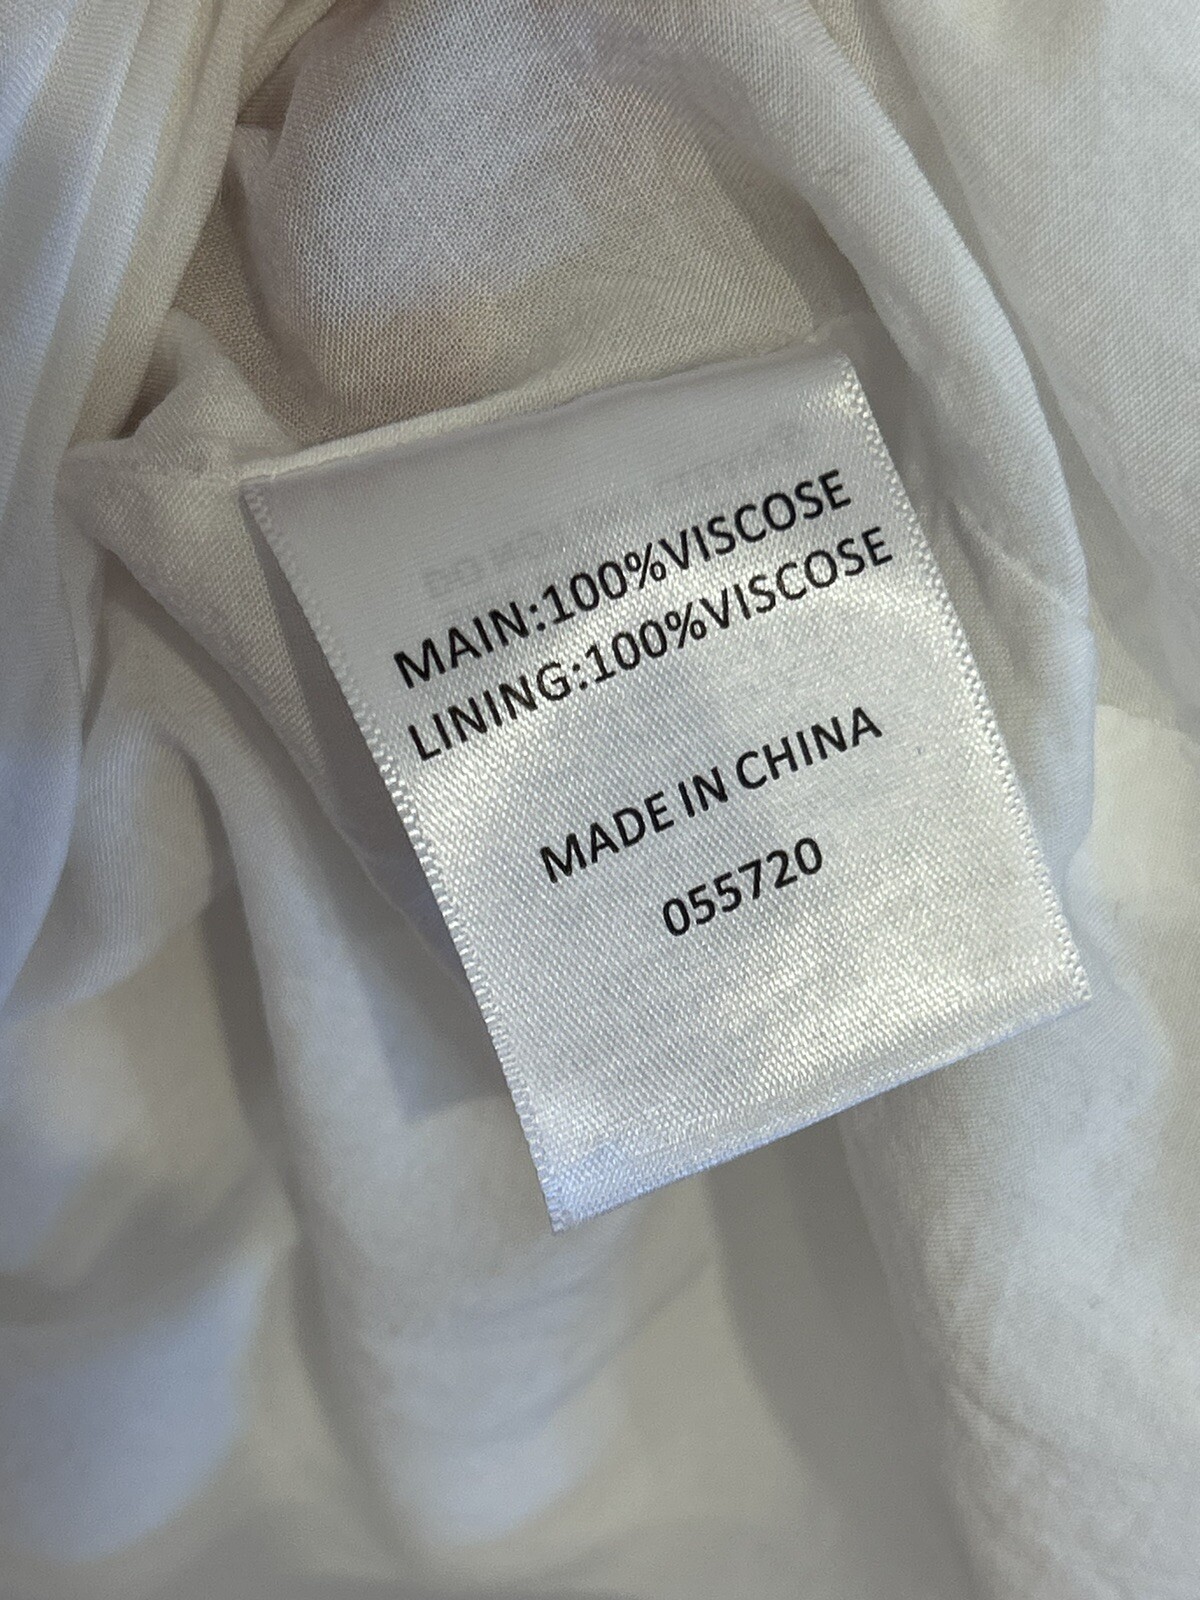 MAIN:100%VISCOSE
LINING:100%VISCOSE
MADE IN CHINA
055720